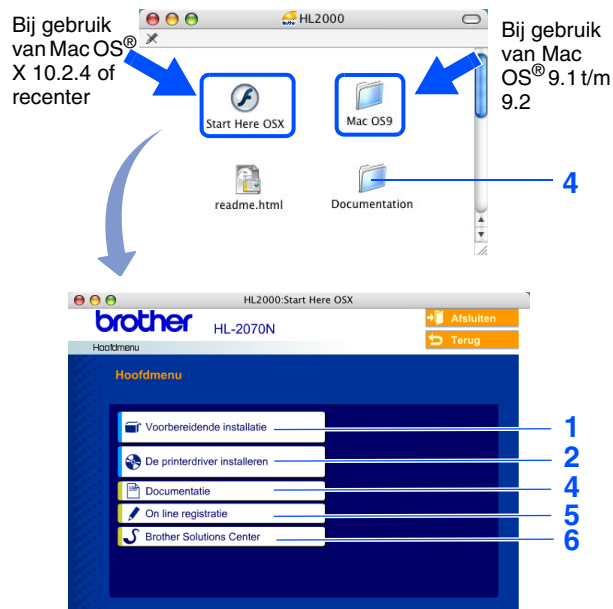 Bij gebruik
van Mac OS®
X 10.2.4 of
recenter
HL2000
Bij gebruik
van Mac
OS® 9.1 t/m
9.2
Start Here OSX
Mac OS9
readme.html
Documentation
4
HL2000:Start Here OSX
brother
HL-2070N
Afsluiten
Terug
Hoofdmenu
Hoofdmenu
Voorbereidende installatie
1
De printerdriver installeren
2
Documentatie
4
On line registratie
5
Brother Solutions Center
6